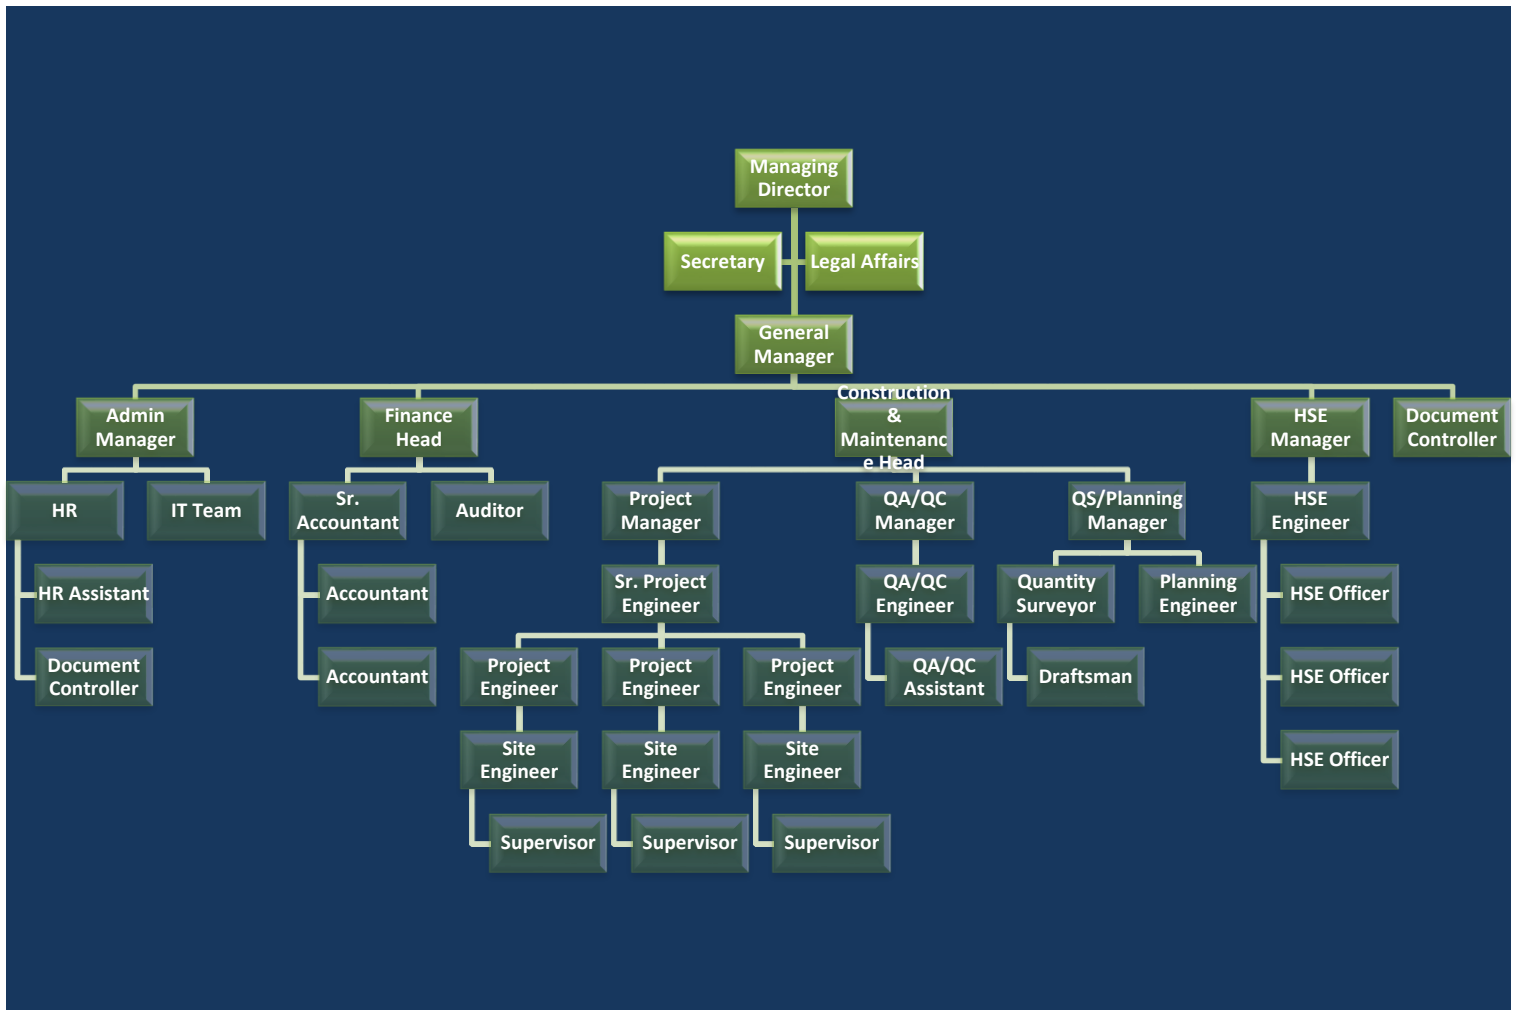 Managing
Director
Secretary
Legal Affairs
General
Manager
Admin
Manager
Finance
Head
Construction
&
Maintenanc
e Head
HSE
Manager
Document
Controller
HR
IT Team
Sr.
Accountant
Auditor
Project
Manager
QA/QC
Manager
QS/Planning
Manager
HSE
Engineer
HR Assistant
Accountant
Sr. Project
Engineer
QA/QC
Engineer
Quantity
Surveyor
Planning
Engineer
HSE Officer
Document
Controller
Accountant
Project
Engineer
Project
Engineer
Project
Engineer
QA/QC
Assistant
Draftsman
HSE Officer
Site
Engineer
Site
Engineer
Site
Engineer
HSE Officer
Supervisor
Supervisor
Supervisor